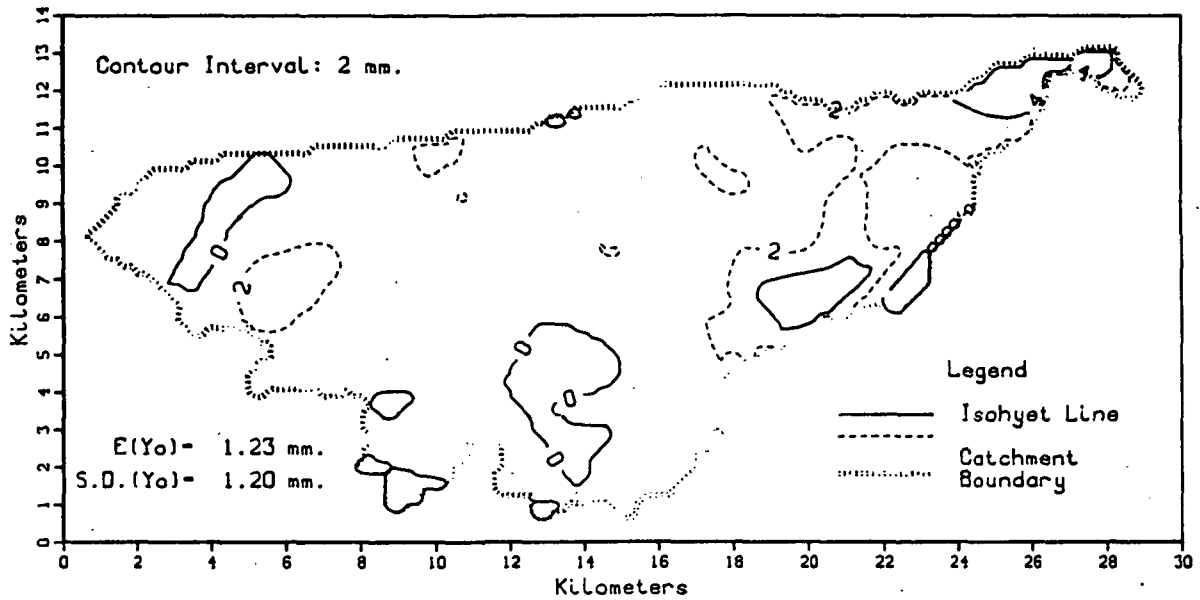 Contour Interval: 2 mm.
14
13
12
11
10
9
8
7
6
5
4
3
2
1
0
Kilometers
2
4
4
0
2
2
0
0
0
E(Yo)= 1.23 mm.
S.D.(Yo)= 1.20 mm.
Legend
Isohyet Line
Catchment
Boundary
0 2 4 6 8 10 12 14 16 18 20 22 24 26 28 30
Kilometers